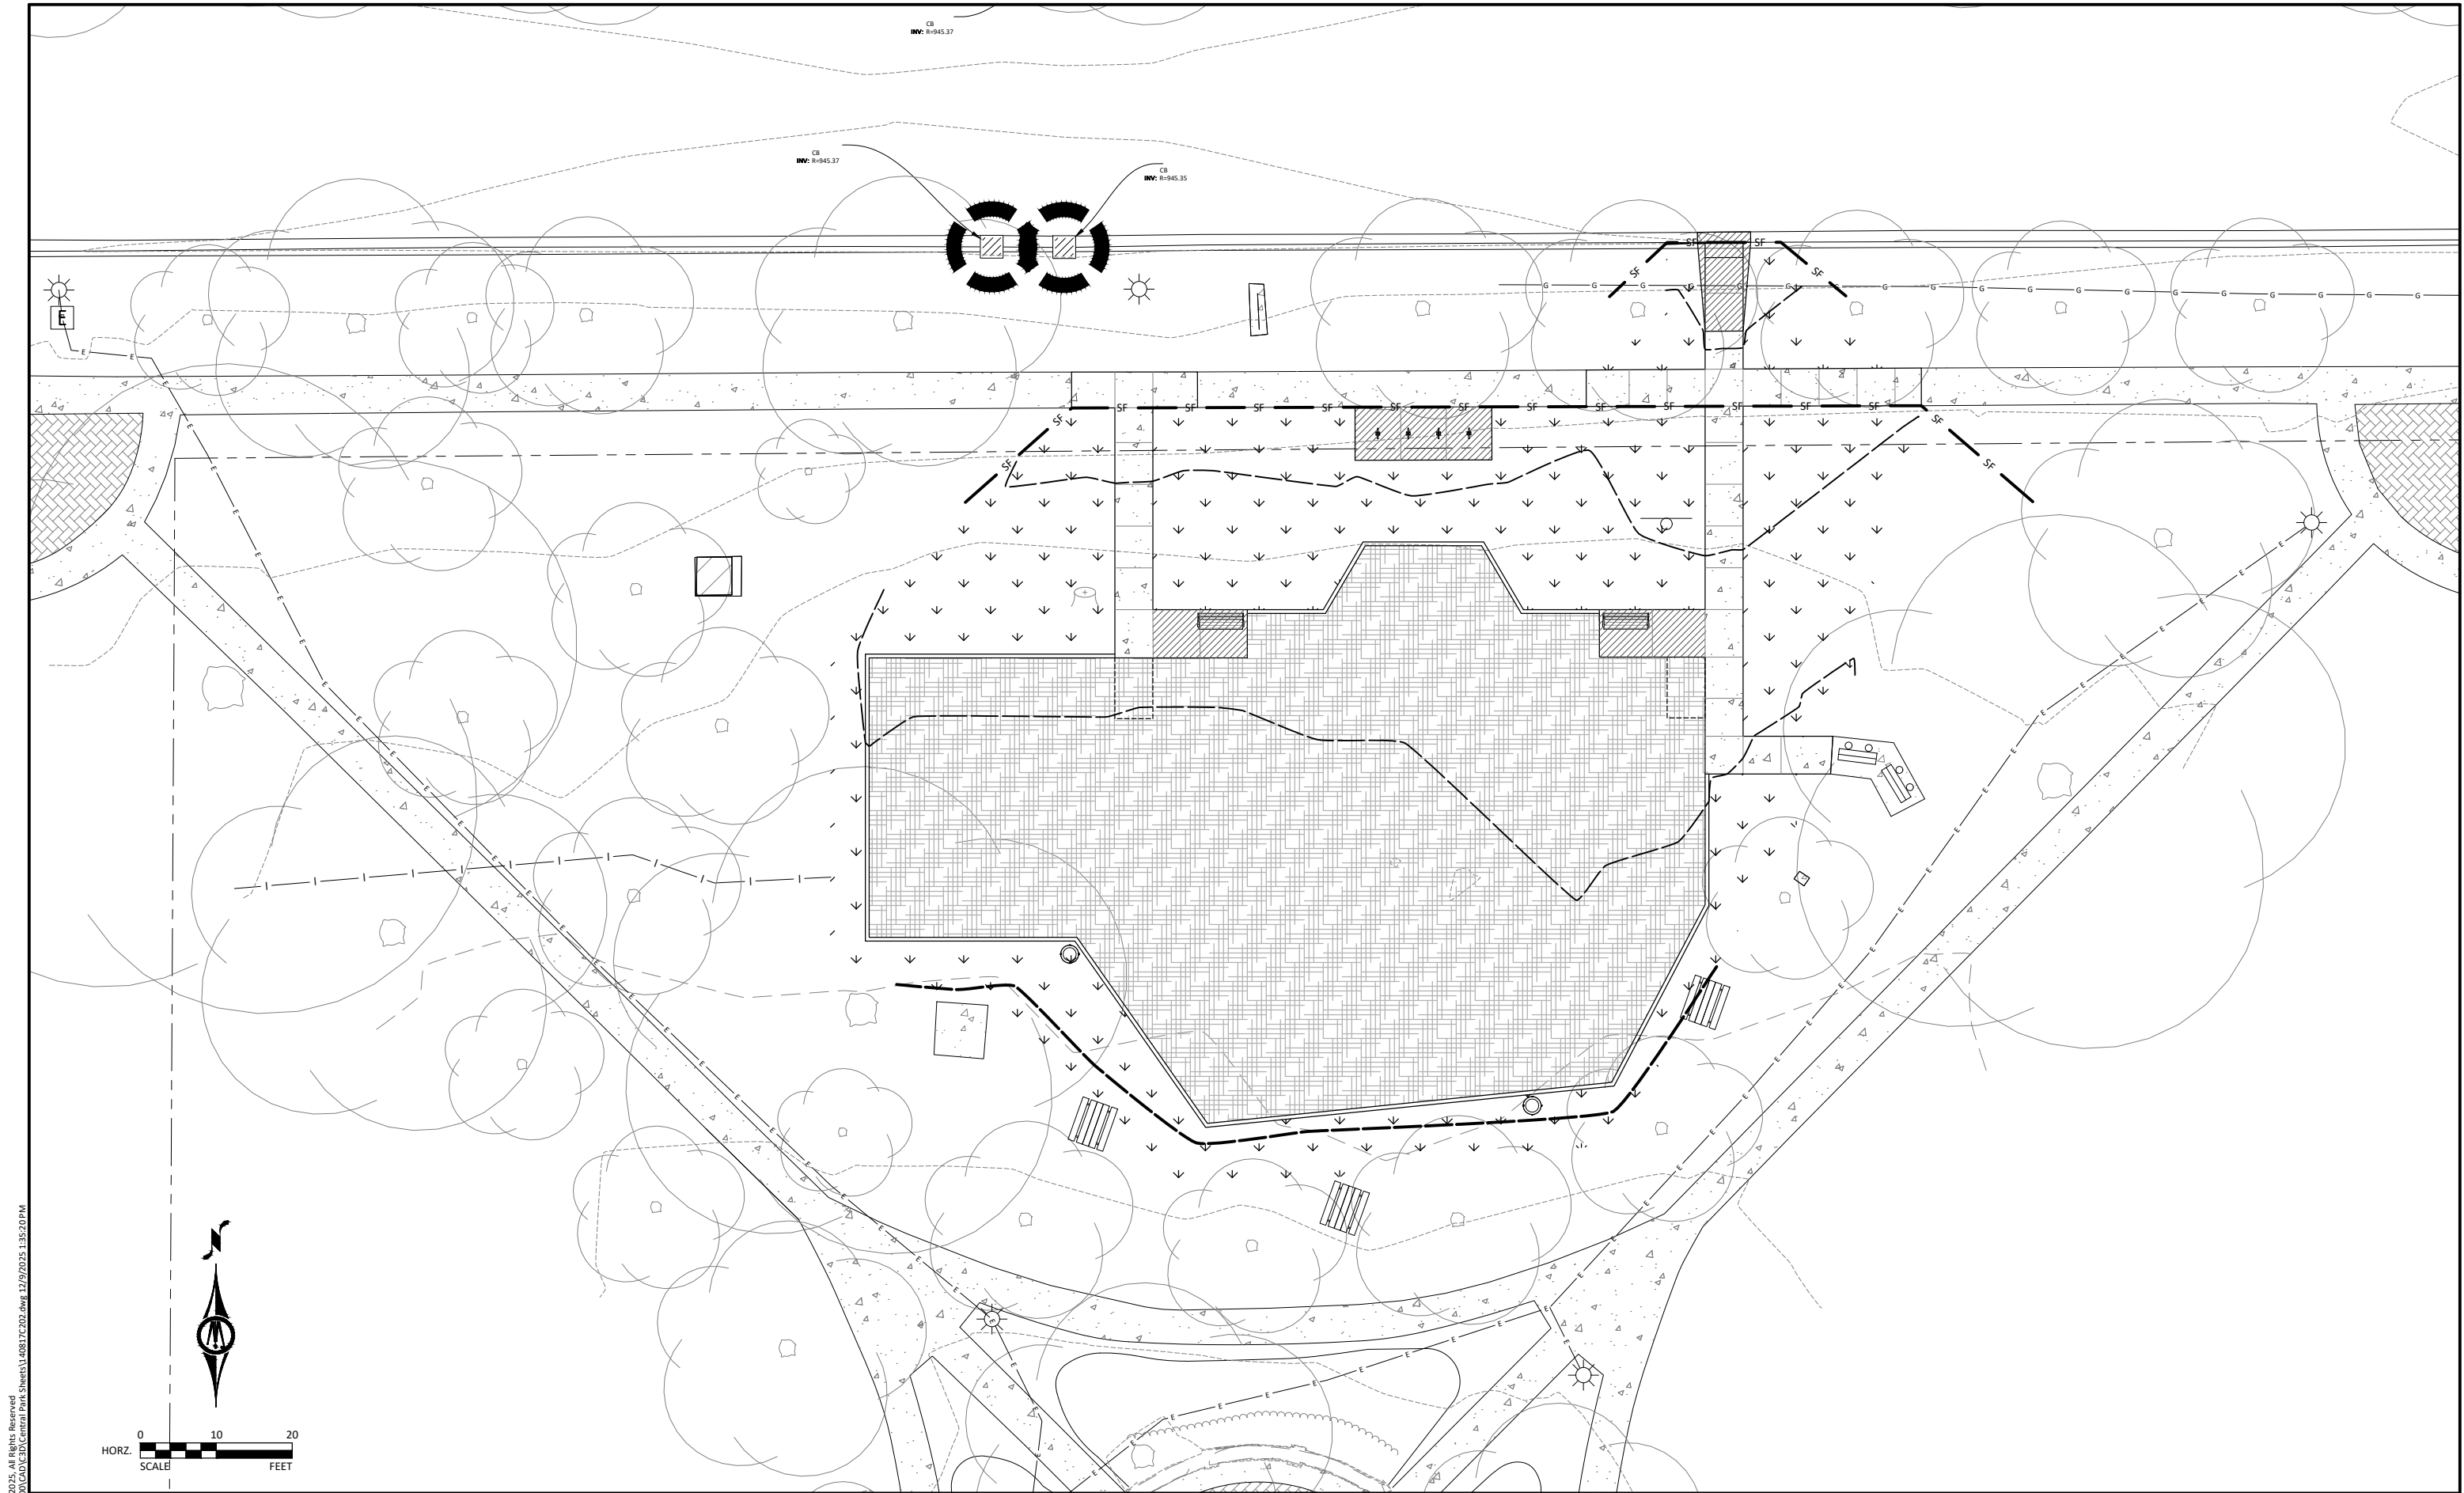 CB
INV: R=945.37
CB
INV: R=945.37
CB
INV: R=945.35
SF SF
SF SF
G G G G G G G G G G G G G G G G G G
E
E E
SF SF SF SF SF SF SF SF SF SF SF SF
SF SF
SF SF
E E E E E E E E E E E E E E E E E E E E
I I I I I I I I
E E E E E E E E E E E E E E E E
E E E E E E E
N
HORZ.
0 10 20
SCALE FEET
2025, All Rights Reserved
00\CAD\C3D\Central Park Sheets\140817C202.dwg 12/9/2025 1:35:20 PM